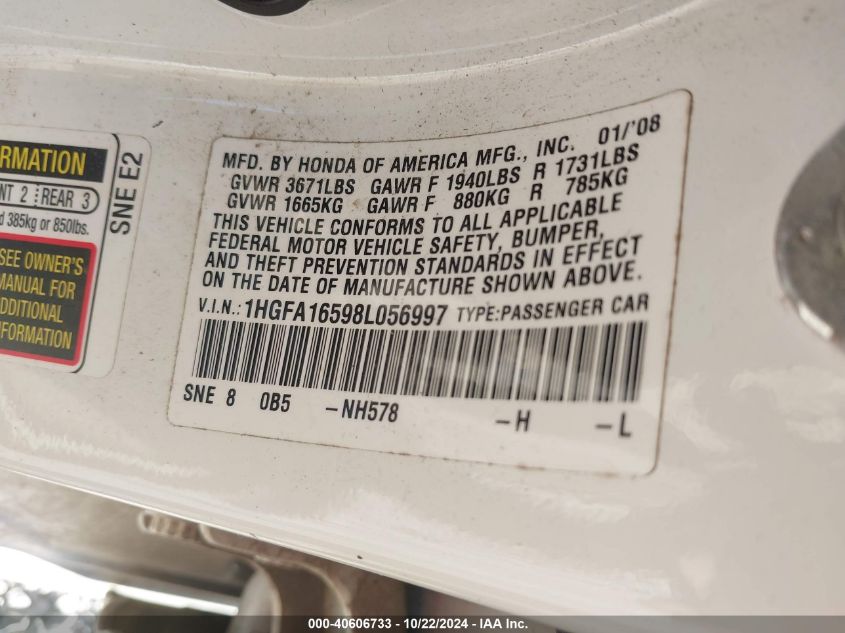 RMATION
NT 2 REAR 3
d 385kg or 850lbs.
SEE OWNER'S
MANUAL FOR
ADDITIONAL
NFORMATION
SNE E2
MFD. BY HONDA OF AMERICA MFG., INC. 01/'08
GVWR 3671LBS GAWR F 1940LBS R 1731LBS
GVWR 1665KG GAWR F 880KG R 785KG
THIS VEHICLE CONFORMS TO ALL APPLICABLE
FEDERAL MOTOR VEHICLE SAFETY, BUMPER,
AND THEFT PREVENTION STANDARDS IN EFFECT
ON THE DATE OF MANUFACTURE SHOWN ABOVE.
V.I.N.: 1HGFA16598L056997 TYPE:PASSENGER CAR
SNE 8 0B5 -NH578 -H -L
000-40606733 - 10/22/2024 - IAA Inc.